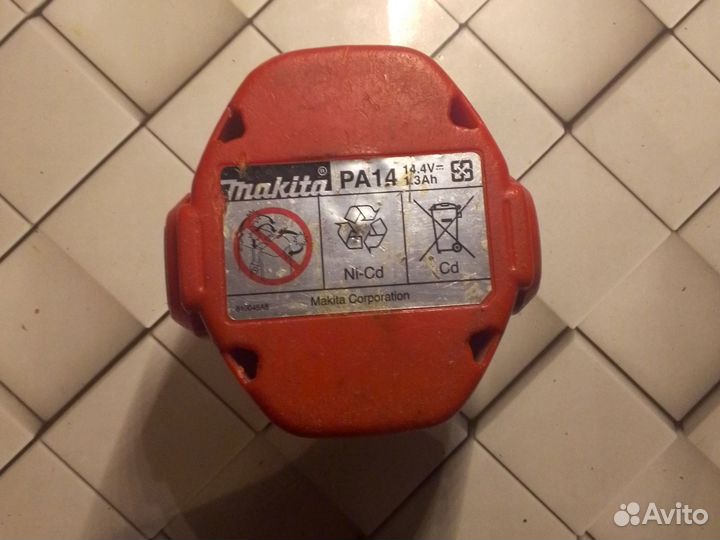 makita® PA14 14.4V⎓
1.3Ah
Ni-Cd
Cd
Makita Corporation
Avito